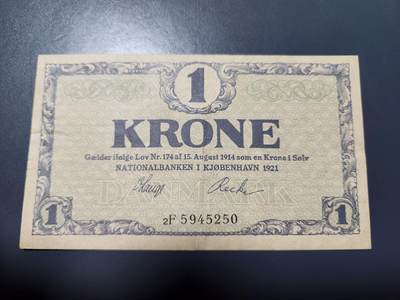 1
KRONE
Gælder ifølge Lov Nr. 174 af 15. August 1914 som en Krone i Sølv
NATIONALBANKEN I KJØBENHAVN 1921
DANMARK
1 1
2F 5945250